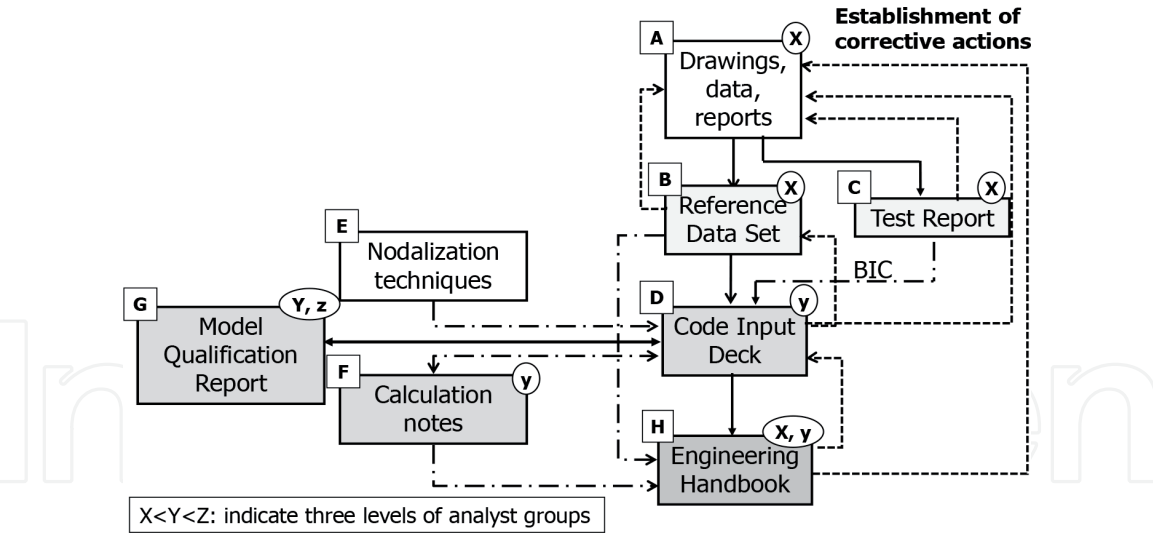 Establishment of
corrective actions
A
X
Drawings,
data,
reports
B
X
Reference
Data Set
C
X
Test Report
E
Nodalization
techniques
BIC
G
Y, z
Model
Qualification
Report
D
y
Code Input
Deck
F
y
Calculation
notes
H
X, y
Engineering
Handbook
X<Y<Z: indicate three levels of analyst groups